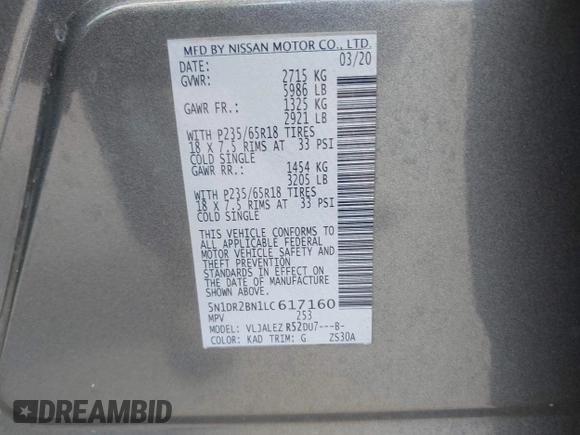 MFD BY NISSAN MOTOR CO., LTD.
DATE: 03/20
GVWR: 2715 KG
5986 LB
GAWR FR.: 1325 KG
2921 LB
WITH P235/65R18 TIRES
18 X 7.5 RIMS AT 33 PSI
COLD SINGLE
GAWR RR.: 1454 KG
3205 LB
WITH P235/65R18 TIRES
18 X 7.5 RIMS AT 33 PSI
COLD SINGLE
THIS VEHICLE CONFORMS TO
ALL APPLICABLE FEDERAL
MOTOR VEHICLE SAFETY AND
THEFT PREVENTION
STANDARDS IN EFFECT ON
THE DATE OF MANUFACTURE
SHOWN ABOVE.
5N1DR2BN1LC617160
MPV 253
MODEL: VLJALEZ R52DU7---B-
COLOR: KAD TRIM: G ZS30A
DREAMBID